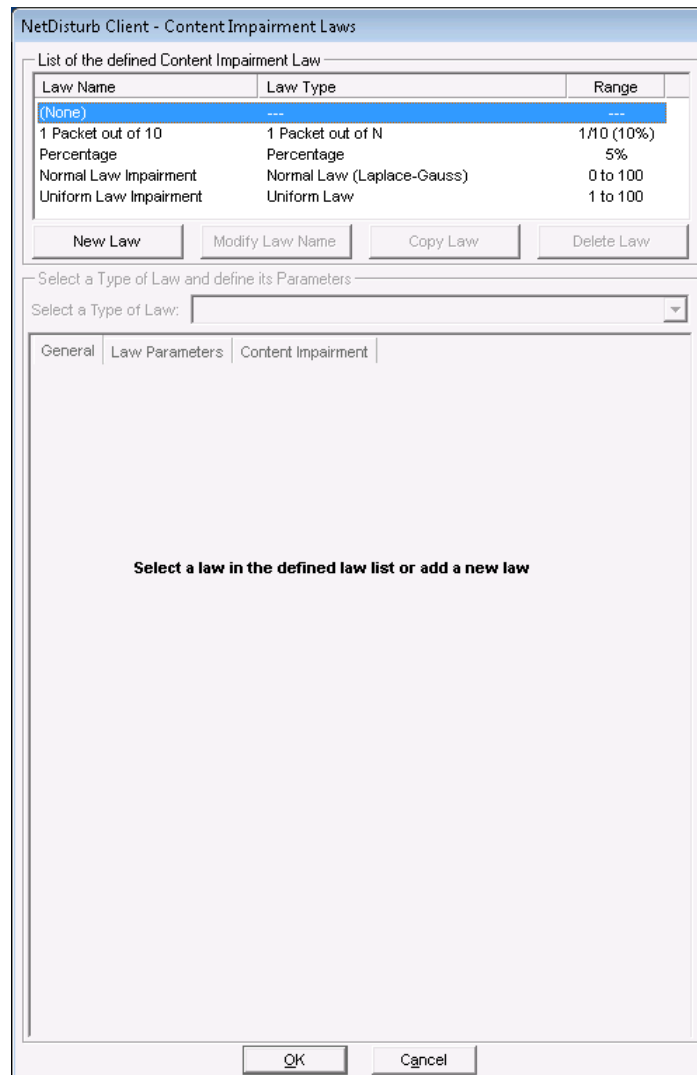 NetDisturb Client - Content Impairment Laws
List of the defined Content Impairment Law
Law Name Law Type Range
(None) --- ---
1 Packet out of 10 1 Packet out of N 1/10 (10%)
Percentage Percentage 5%
Normal Law Impairment Normal Law (Laplace-Gauss) 0 to 100
Uniform Law Impairment Uniform Law 1 to 100
New Law Modify Law Name Copy Law Delete Law
Select a Type of Law and define its Parameters
Select a Type of Law:
General Law Parameters Content Impairment
Select a law in the defined law list or add a new law
OK Cancel